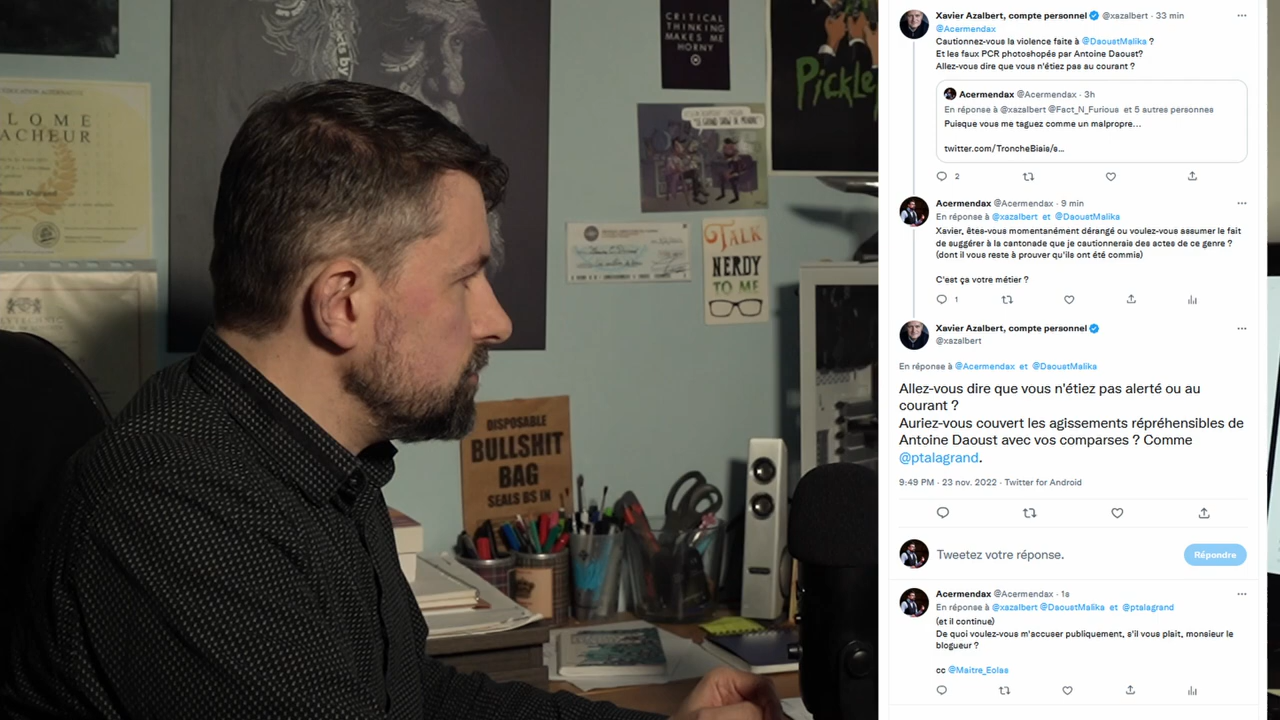 CRITICAL
THINKING
MAKES ME
HORNY
PICKLE
ÉDUCATION ALTERNATIVE
LOME
ACHEUR
TALK
NERDY
TO ME
DISPOSABLE
BULLSHIT
BAG
SEALS BS IN
Xavier Azalbert, compte personnel @xazalbert · 33 min
@Acermendax
Cautionnez-vous la violence faite à @DaoustMalika ?
Et les faux PCR photoshopés par Antoine Daoust?
Allez-vous dire que vous n'étiez pas au courant ?
Acermendax @Acermendax · 3h
En réponse à @xazalbert @Fact_N_Furious et 5 autres personnes
Puisque vous me taguez comme un malpropre...
twitter.com/TroncheBiais/s...
2
Acermendax @Acermendax · 9 min
En réponse à @xazalbert et @DaoustMalika
Xavier, êtes-vous momentanément dérangé ou voulez-vous assumer le fait
de suggérer à la cantonade que je cautionnerais des actes de ce genre ?
(dont il vous reste à prouver qu'ils ont été commis)
C'est ça votre métier ?
1
Xavier Azalbert, compte personnel
@xazalbert
En réponse à @Acermendax et @DaoustMalika
Allez-vous dire que vous n'étiez pas alerté ou au
courant ?
Auriez-vous couvert les agissements répréhensibles de
Antoine Daoust avec vos comparses ? Comme
@ptalagrand.
9:49 PM · 23 nov. 2022 · Twitter for Android
Tweetez votre réponse.
Répondre
Acermendax @Acermendax · 1s
En réponse à @xazalbert @DaoustMalika et @ptalagrand
(et il continue)
De quoi voulez-vous m'accuser publiquement, s'il vous plait, monsieur le
blogueur ?
cc @Maitre_Eolas